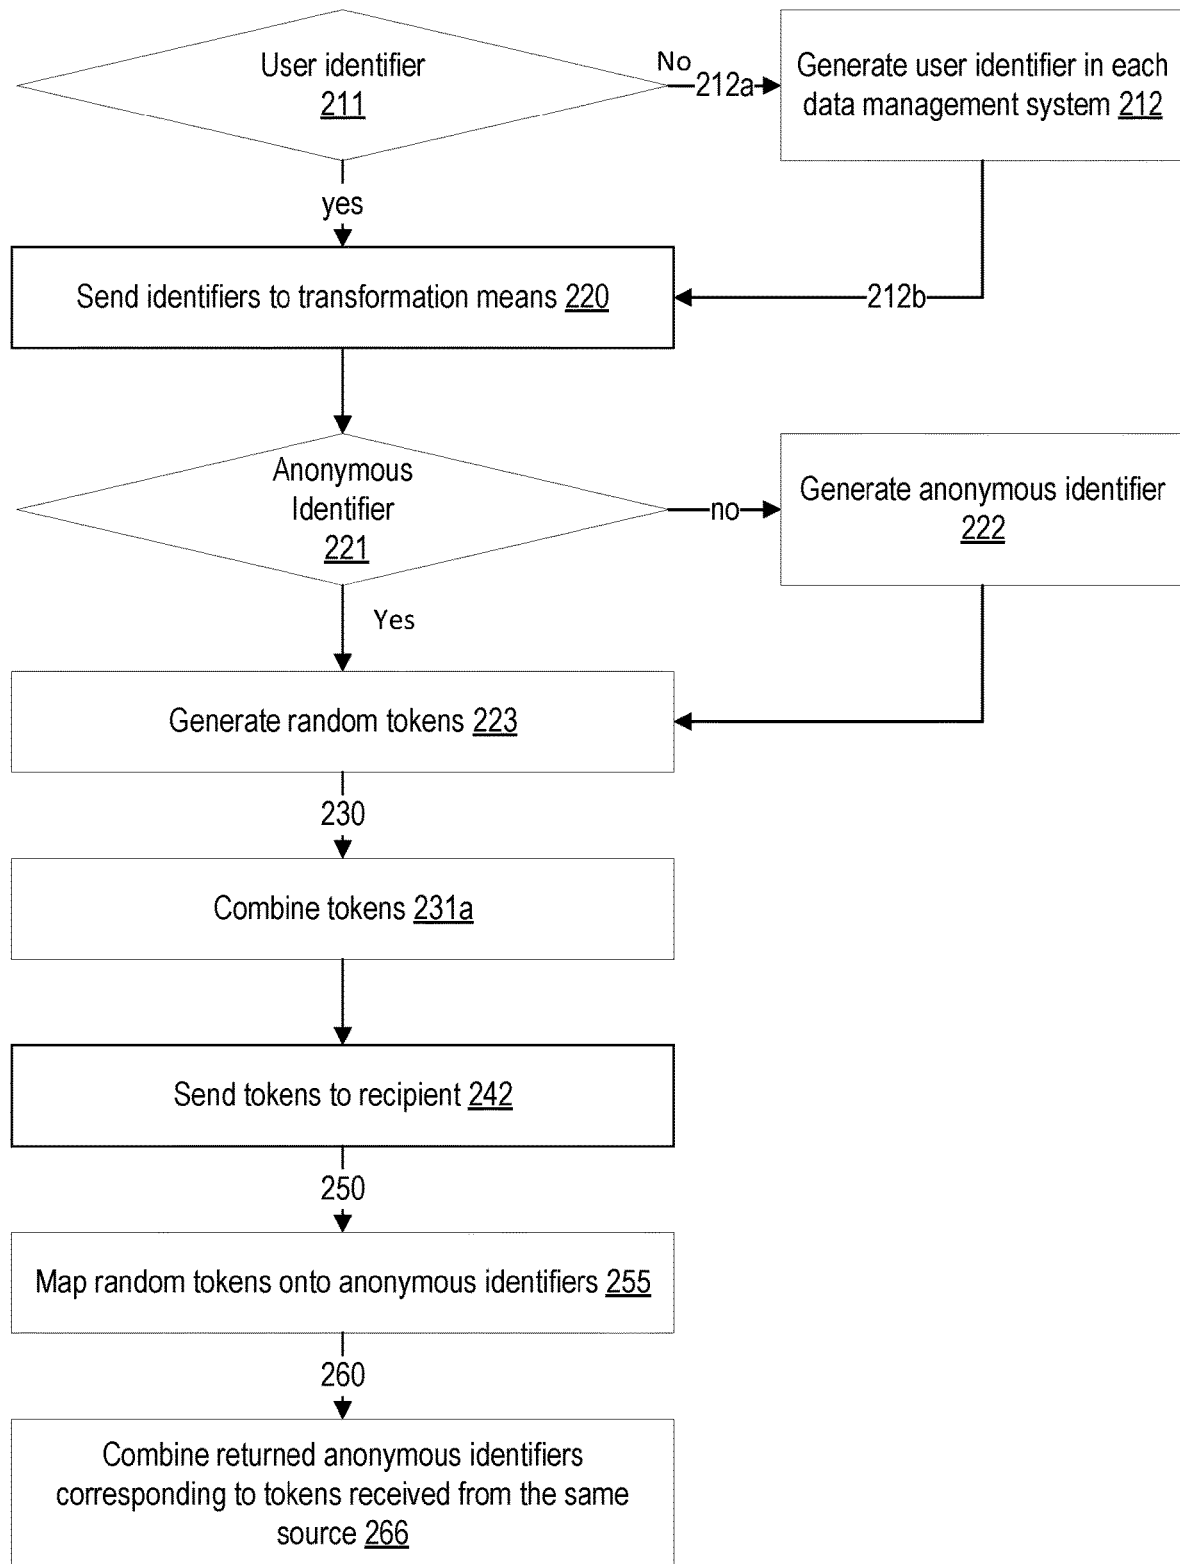 User identifier
211
No
212a
Generate user identifier in each
data management system 212
yes
Send identifiers to transformation means 220
212b
Anonymous
Identifier
221
no
Generate anonymous identifier
222
Yes
Generate random tokens 223
230
Combine tokens 231a
Send tokens to recipient 242
250
Map random tokens onto anonymous identifiers 255
260
Combine returned anonymous identifiers
corresponding to tokens received from the same
source 266